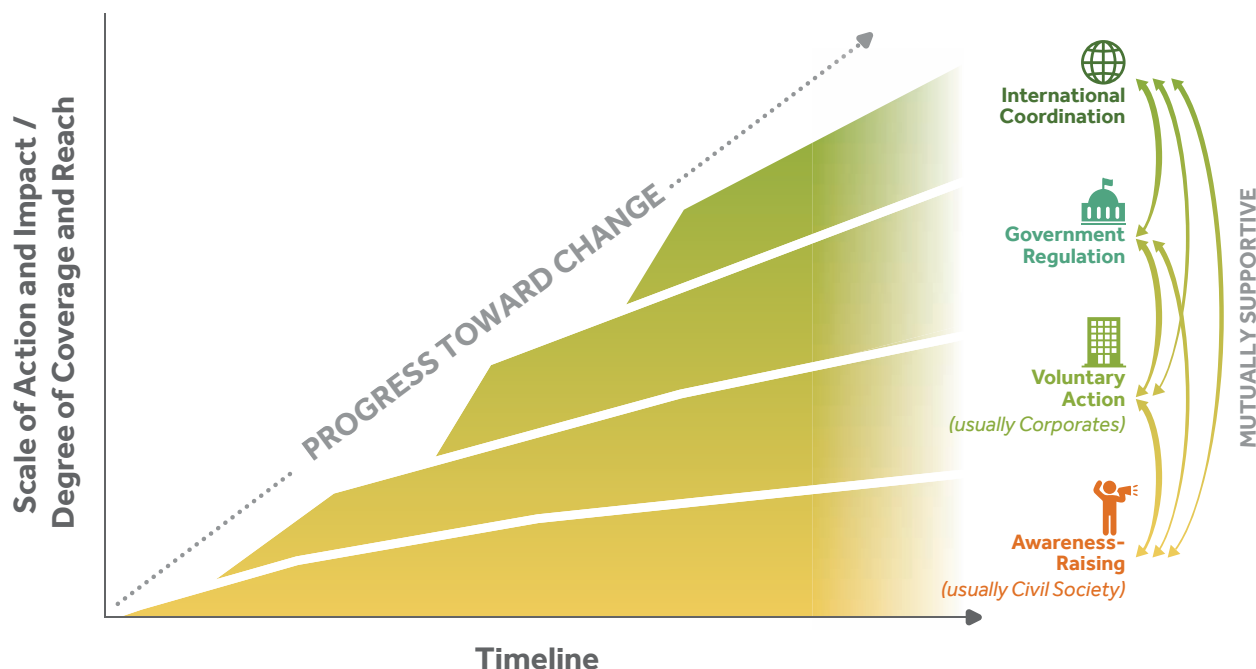 Scale of Action and Impact /
Degree of Coverage and Reach
PROGRESS TOWARD CHANGE
Timeline
International
Coordination
Government
Regulation
Voluntary
Action
(usually Corporates)
Awareness-
Raising
(usually Civil Society)
MUTUALLY SUPPORTIVE